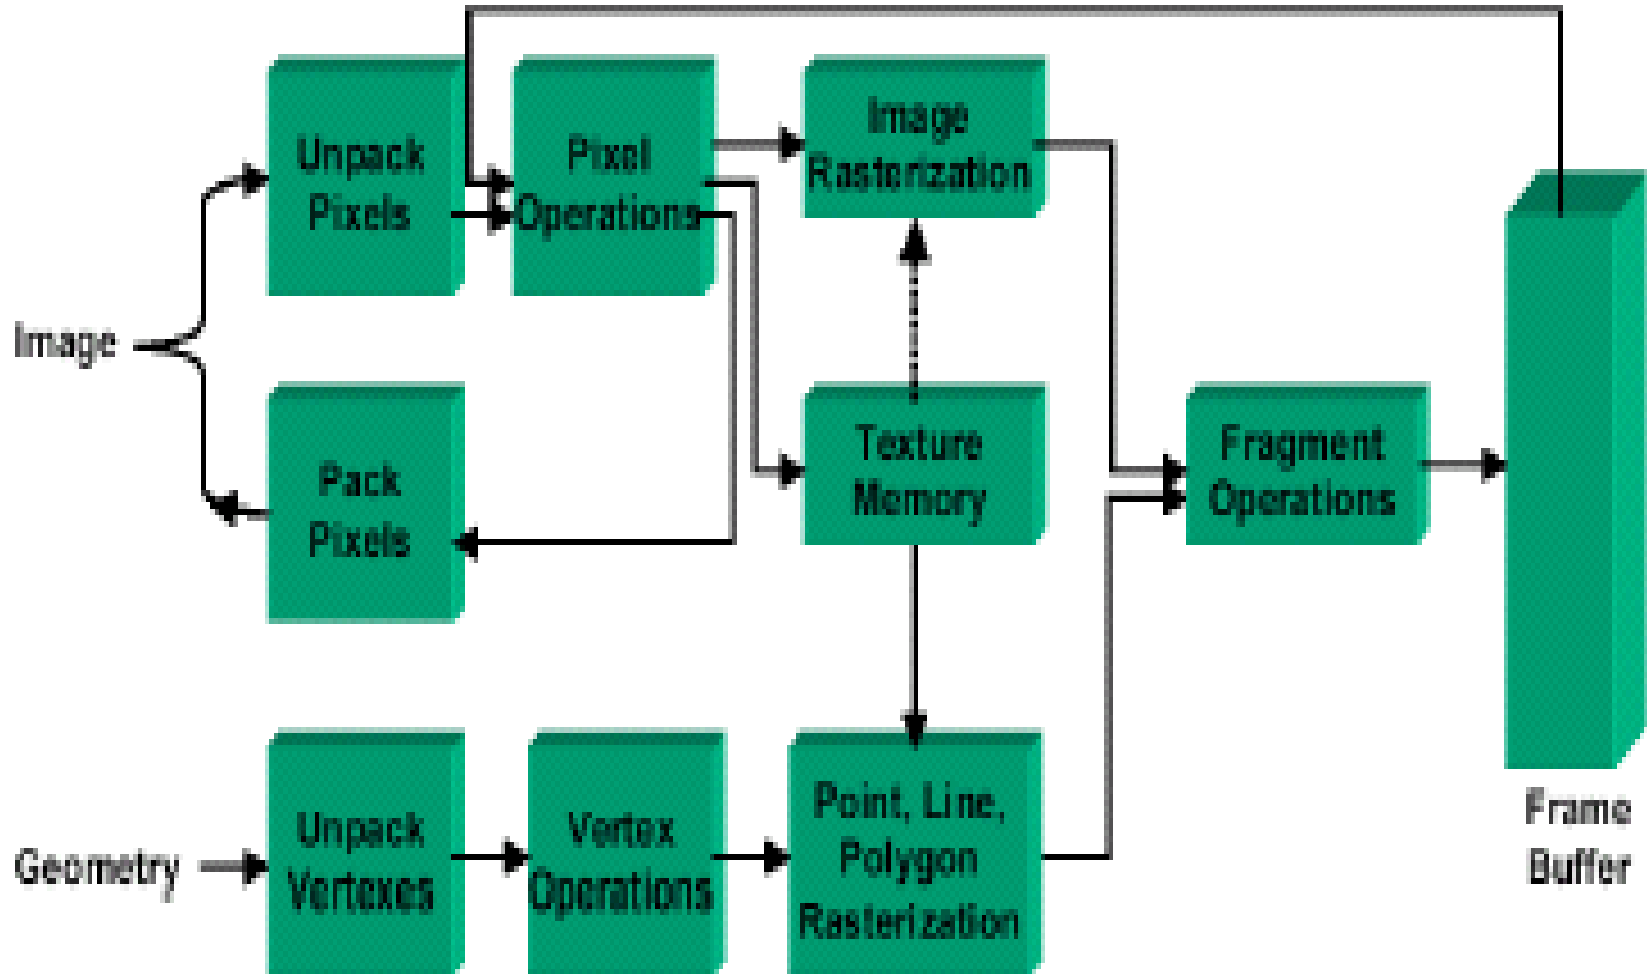 Unpack
Pixels
Pixel
Operations
Image
Rasterization
Image
Pack
Pixels
Texture
Memory
Fragment
Operations
Geometry
Unpack
Vertexes
Vertex
Operations
Point, Line,
Polygon
Rasterization
Frame
Buffer